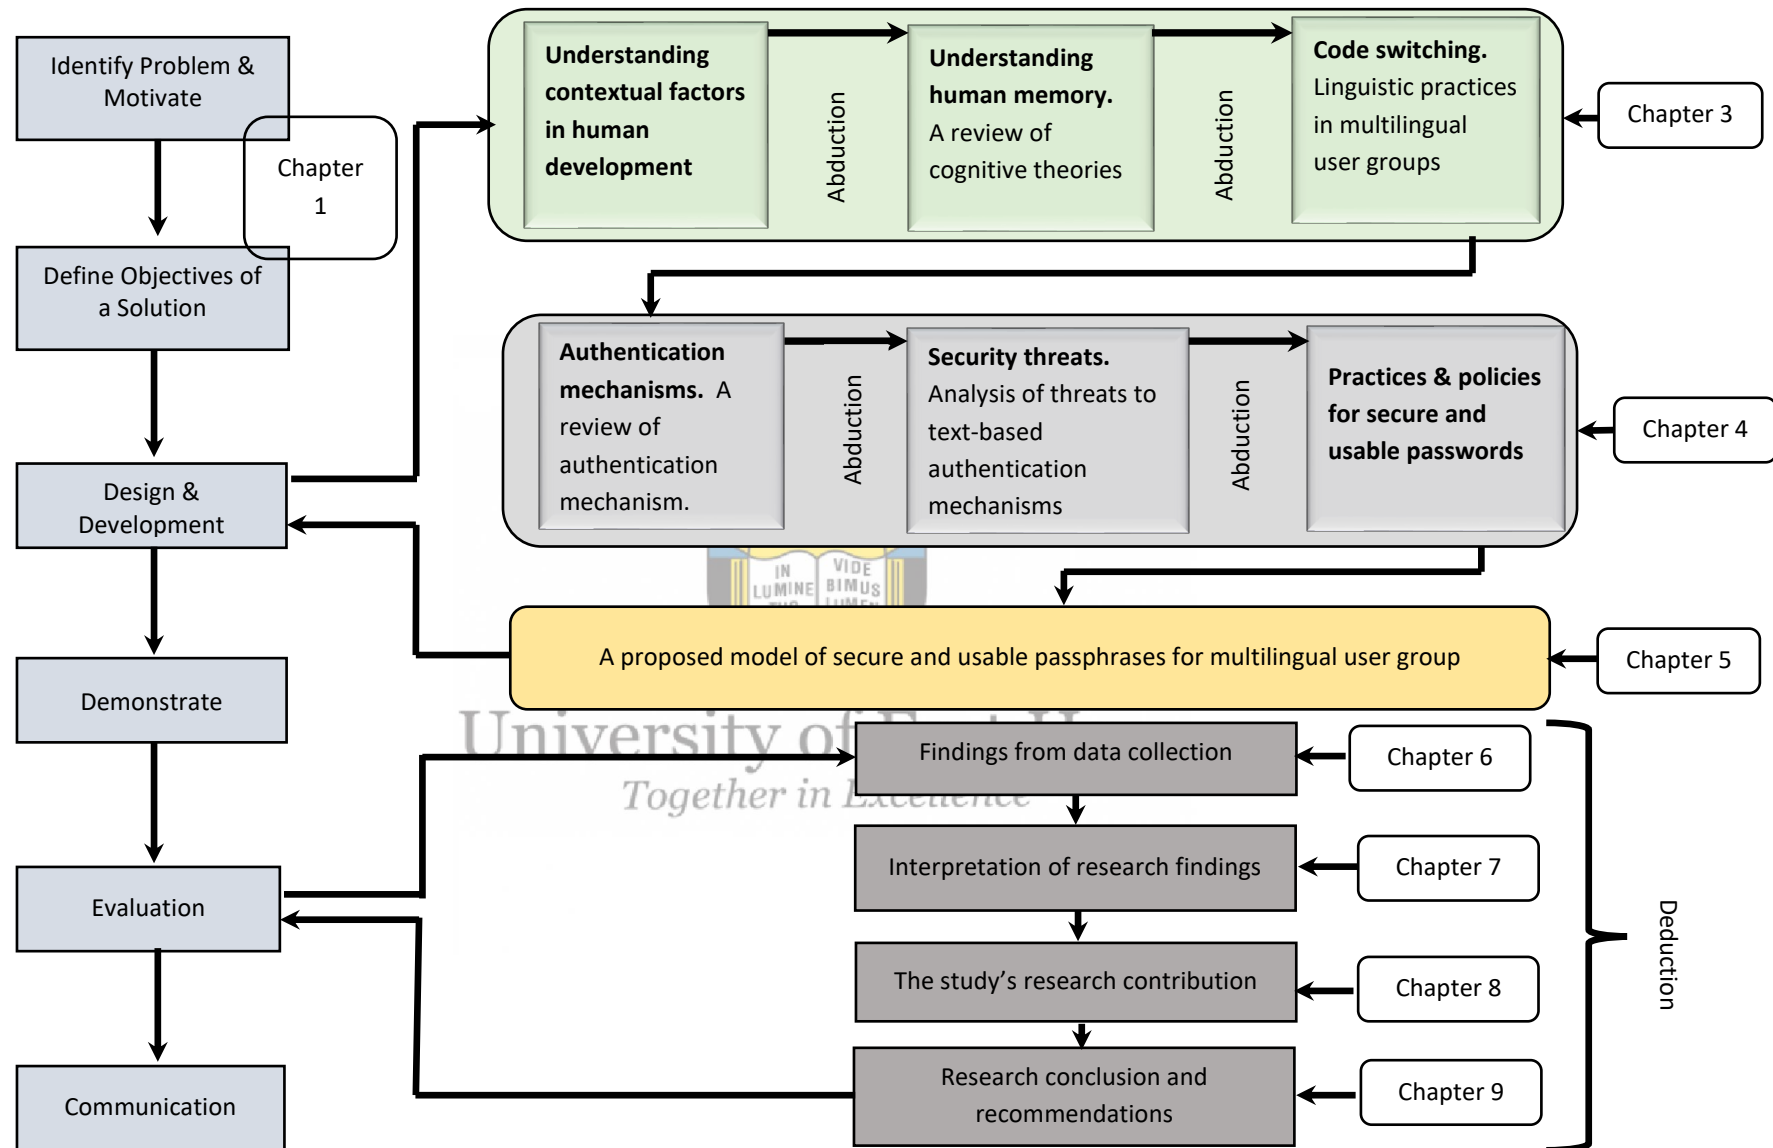 Identify Problem &
Motivate
Chapter
1
Define Objectives of
a Solution
Design &
Development
Demonstrate
Evaluation
Communication
Understanding
contextual factors
in human
development
Abduction
Understanding
human memory.
A review of
cognitive theories
Abduction
Code switching.
Linguistic practices
in multilingual
user groups
Chapter 3
Authentication
mechanisms. A
review of
authentication
mechanism.
Abduction
Security threats.
Analysis of threats to
text-based
authentication
mechanisms
Abduction
Practices & policies
for secure and
usable passwords
Chapter 4
IN
LUMINE
VIDE
BIMUS
LUMEN
A proposed model of secure and usable passphrases for multilingual user group
Chapter 5
University of
Together in Excellence
Findings from data collection
Chapter 6
Interpretation of research findings
Chapter 7
The study's research contribution
Chapter 8
Research conclusion and
recommendations
Chapter 9
Deduction